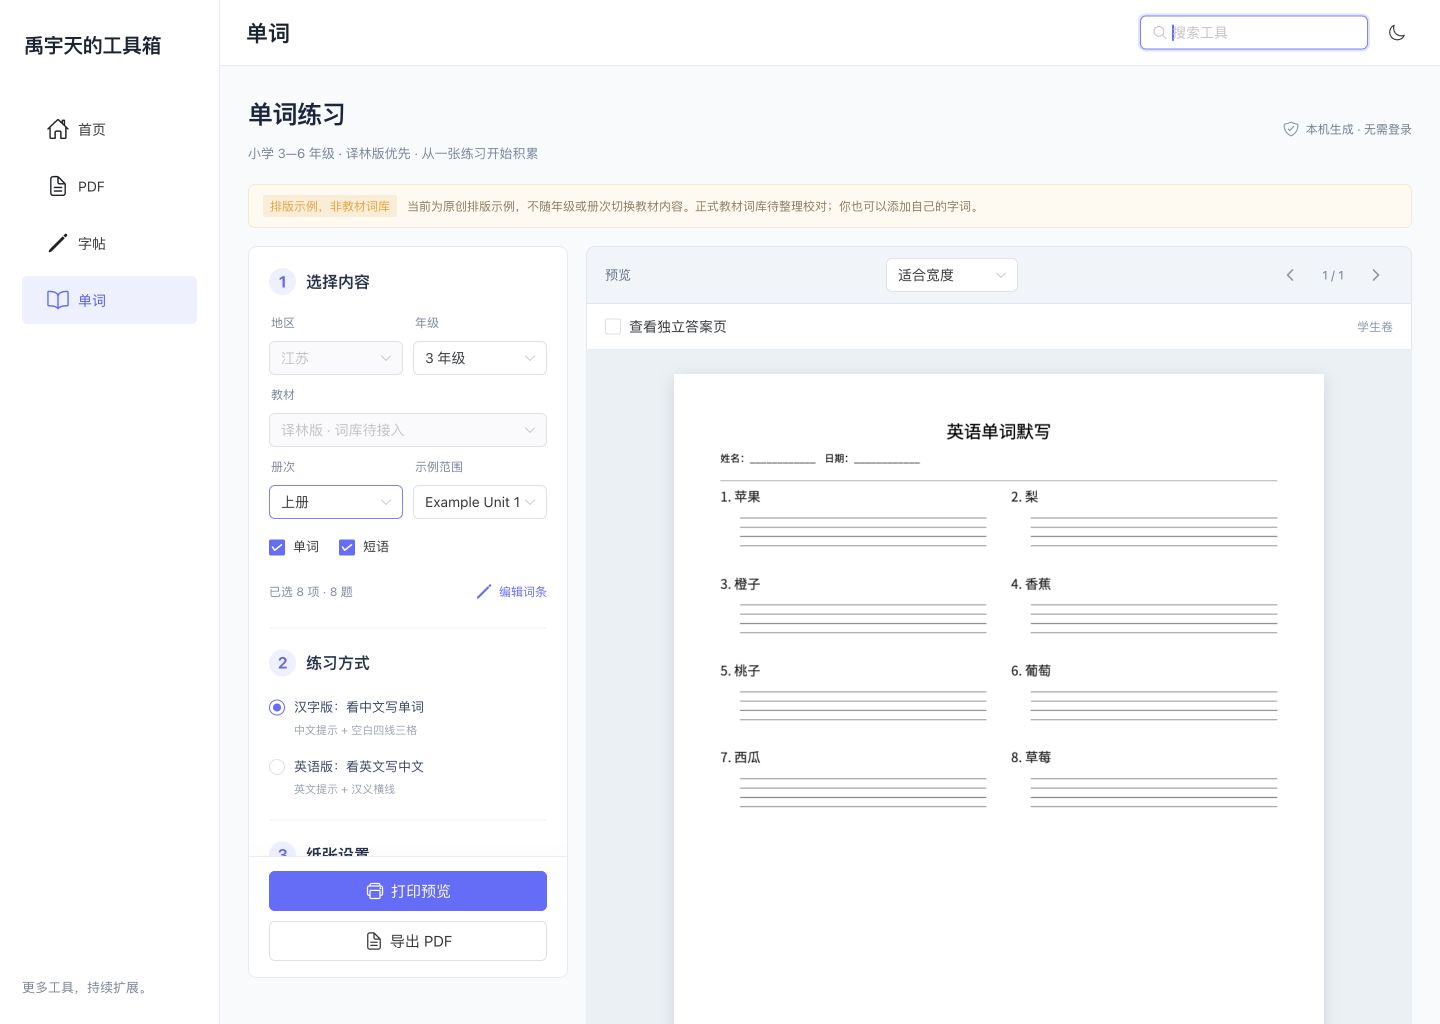 禹宇天的工具箱
首页
PDF
字帖
单词
更多工具，持续扩展。
单词
搜索工具
单词练习
小学 3—6 年级 · 译林版优先 · 从一张练习开始积累
本机生成 · 无需登录
排版示例，非教材词库 当前为原创排版示例，不随年级或册次切换教材内容。正式教材词库待整理校对；你也可以添加自己的字词。
1 选择内容
地区 年级
江苏 3 年级
教材
译林版 · 词库待接入
册次 示例范围
上册 Example Unit 1
单词 短语
已选 8 项 · 8 题 编辑词条
2 练习方式
汉字版：看中文写单词
中文提示 + 空白四线三格
英语版：看英文写中文
英文提示 + 汉义横线
3 纸张设置
打印预览
导出 PDF
预览 适合宽度 1 / 1
查看独立答案页 学生卷
英语单词默写
姓名：____________ 日期：____________
1. 苹果 2. 梨
3. 橙子 4. 香蕉
5. 桃子 6. 葡萄
7. 西瓜 8. 草莓